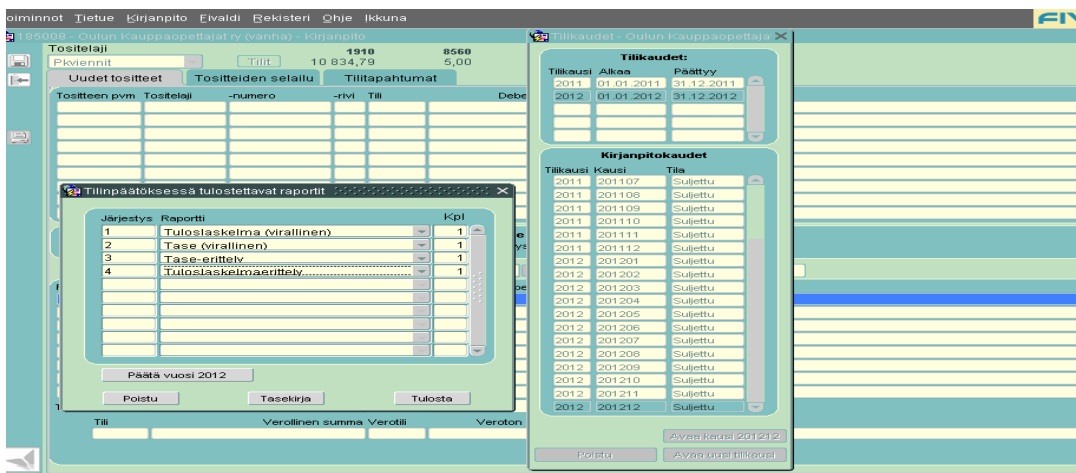 oiminnot Tietue Kirjanpito Fivaldi Rekisteri Ohje Ikkuna
185008 - Oulun Kauppaopettajat ry (vanha) - Kirjanpito
Tositelaji 1910 8560
Pkviennit Tilit 10 834,79 5,00
Uudet tositteet Tositteiden selailu Tilitapahtumat
Tositteen pvm Tositelaji -numero -rivi Tili Debe
Tilinpäätöksessä tulostettavat raportit
Järjestys Raportti Kpl
1 Tuloslaskelma (virallinen) 1
2 Tase (virallinen) 1
3 Tase-erittely 1
4 Tuloslaskelmaerittely 1
Päätä vuosi 2012
Poistu Tasekirja Tulosta
Tili Verollinen summa Verotili Veroton
Tilikaudet - Oulun Kauppaopettaja
Tilikaudet:
Tilikausi Alkaa Päättyy
2011 01.01.2011 31.12.2011
2012 01.01.2012 31.12.2012
Kirjanpitokaudet
Tilikausi Kausi Tila
2011 201107 Suljettu
2011 201108 Suljettu
2011 201109 Suljettu
2011 201110 Suljettu
2011 201111 Suljettu
2011 201112 Suljettu
2012 201201 Suljettu
2012 201202 Suljettu
2012 201203 Suljettu
2012 201204 Suljettu
2012 201205 Suljettu
2012 201206 Suljettu
2012 201207 Suljettu
2012 201208 Suljettu
2012 201209 Suljettu
2012 201210 Suljettu
2012 201211 Suljettu
2012 201212 Suljettu
Avaa kausi 201212
Poistu Avaa uusi tilikausi